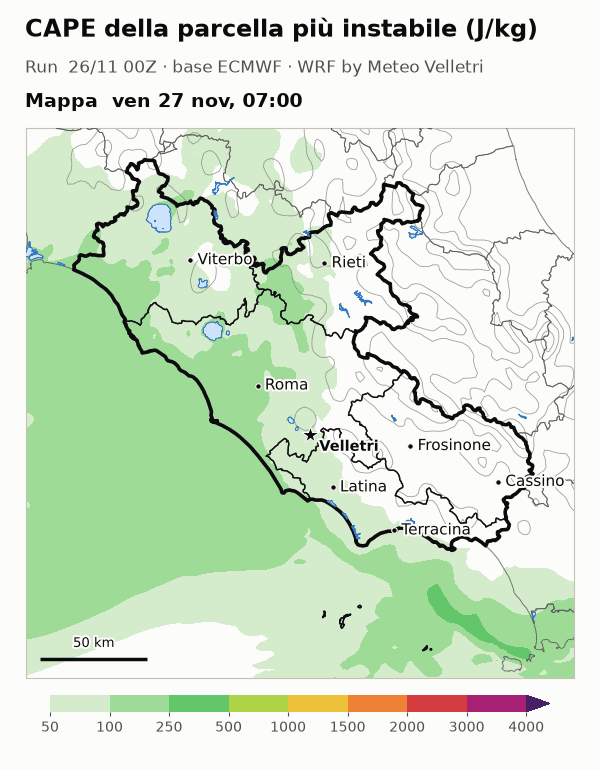 CAPE della parcella più instabile (J/kg)
Run 26/11 00Z · base ECMWF · WRF by Meteo Velletri
Mappa ven 27 nov, 07:00
Viterbo
Rieti
Roma
Velletri
Frosinone
Cassino
Latina
Terracina
50 km
50 100 250 500 1000 1500 2000 3000 4000